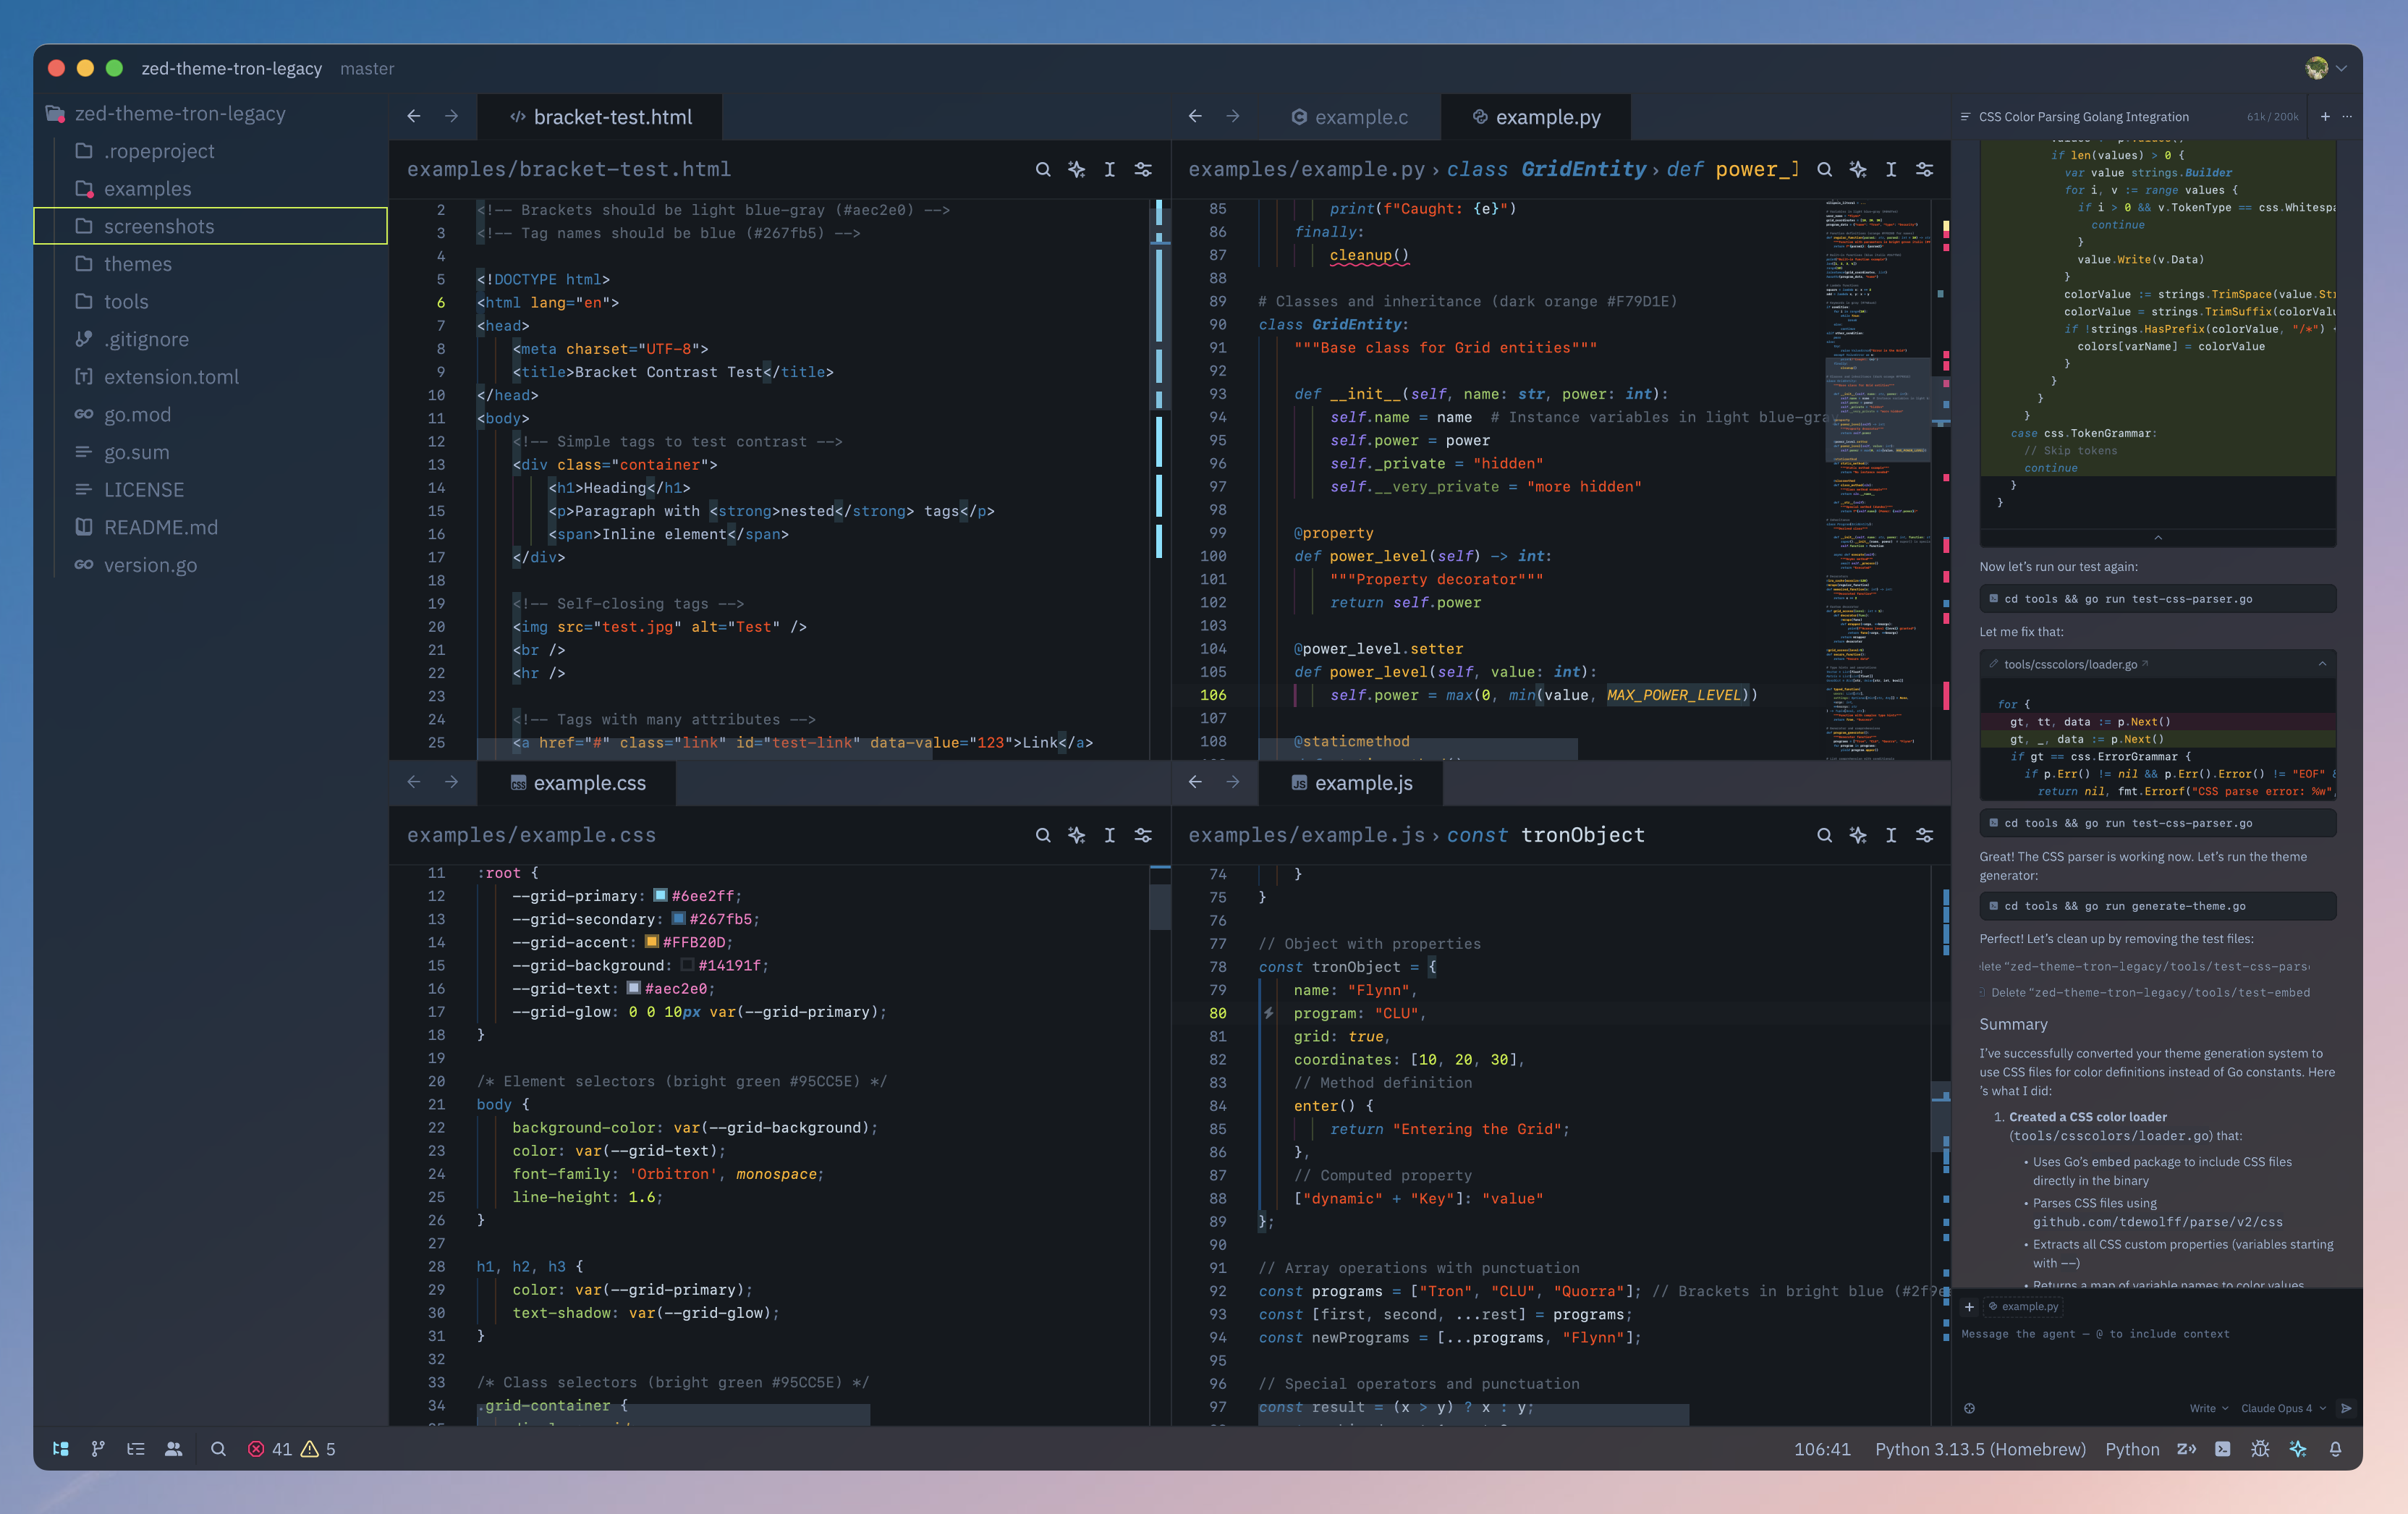 zed-theme-tron-legacy master
zed-theme-tron-legacy
.ropeproject
examples
screenshots
themes
tools
.gitignore
extension.toml
go.mod
go.sum
LICENSE
README.md
version.go
bracket-test.html
examples/bracket-test.html
2 <!-- Brackets should be light blue-gray (#aec2e0) -->
3 <!-- Tag names should be blue (#267fb5) -->
4
5 <!DOCTYPE html>
6 <html lang="en">
7 <head>
8 <meta charset="UTF-8">
9 <title>Bracket Contrast Test</title>
10 </head>
11 <body>
12 <!-- Simple tags to test contrast -->
13 <div class="container">
14 <h1>Heading</h1>
15 <p>Paragraph with <strong>nested</strong> tags</p>
16 <span>Inline element</span>
17 </div>
18
19 <!-- Self-closing tags -->
20 <img src="test.jpg" alt="Test" />
21 <br />
22 <hr />
23
24 <!-- Tags with many attributes -->
25 <a href="#" class="link" id="test-link" data-value="123">Link</a>
example.c example.py
examples/example.py › class GridEntity › def power_l
85 print(f"Caught: {e}")
86 finally:
87 cleanup()
88
89 # Classes and inheritance (dark orange #F79D1E)
90 class GridEntity:
91 """Base class for Grid entities"""
92
93 def __init__(self, name: str, power: int):
94 self.name = name # Instance variables in light blue-gra
95 self.power = power
96 self._private = "hidden"
97 self.__very_private = "more hidden"
98
99 @property
100 def power_level(self) -> int:
101 """Property decorator"""
102 return self.power
103
104 @power_level.setter
105 def power_level(self, value: int):
106 self.power = max(0, min(value, MAX_POWER_LEVEL))
107
108 @staticmethod
example.css
examples/example.css
11 :root {
12 --grid-primary: #6ee2ff;
13 --grid-secondary: #267fb5;
14 --grid-accent: #FFB20D;
15 --grid-background: #14191f;
16 --grid-text: #aec2e0;
17 --grid-glow: 0 0 10px var(--grid-primary);
18 }
19
20 /* Element selectors (bright green #95CC5E) */
21 body {
22 background-color: var(--grid-background);
23 color: var(--grid-text);
24 font-family: 'Orbitron', monospace;
25 line-height: 1.6;
26 }
27
28 h1, h2, h3 {
29 color: var(--grid-primary);
30 text-shadow: var(--grid-glow);
31 }
32
33 /* Class selectors (bright green #95CC5E) */
34 .grid-container {
example.js
examples/example.js › const tronObject
74 }
75 }
76
77 // Object with properties
78 const tronObject = {
79 name: "Flynn",
80 program: "CLU",
81 grid: true,
82 coordinates: [10, 20, 30],
83 // Method definition
84 enter() {
85 return "Entering the Grid";
86 },
87 // Computed property
88 ["dynamic" + "Key"]: "value"
89 };
90
91 // Array operations with punctuation
92 const programs = ["Tron", "CLU", "Quorra"]; // Brackets in bright blue (#2f9e
93 const [first, second, ...rest] = programs;
94 const newPrograms = [...programs, "Flynn"];
95
96 // Special operators and punctuation
97 const result = (x > y) ? x : y;
CSS Color Parsing Golang Integration 61k / 200k
if len(values) > 0 {
var value strings.Builder
for i, v := range values {
if i > 0 && v.TokenType == css.Whitespa
continue
}
value.Write(v.Data)
}
colorValue := strings.TrimSpace(value.Str
colorValue = strings.TrimSuffix(colorValu
if !strings.HasPrefix(colorValue, "/*") {
colors[varName] = colorValue
}
}
}
}
case css.TokenGrammar:
// Skip tokens
continue
}
}
Now let's run our test again:
cd tools && go run test-css-parser.go
Let me fix that:
tools/csscolors/loader.go
for {
gt, tt, data := p.Next()
gt, _, data := p.Next()
if gt == css.ErrorGrammar {
if p.Err() != nil && p.Err().Error() != "EOF" &
return nil, fmt.Errorf("CSS parse error: %w",
cd tools && go run test-css-parser.go
Great! The CSS parser is working now. Let's run the theme
generator:
cd tools && go run generate-theme.go
Perfect! Let's clean up by removing the test files:
lete "zed-theme-tron-legacy/tools/test-css-pars
Delete "zed-theme-tron-legacy/tools/test-embed
Summary
I've successfully converted your theme generation system to
use CSS files for color definitions instead of Go constants. Here
's what I did:
1. Created a CSS color loader
(tools/csscolors/loader.go) that:
• Uses Go's embed package to include CSS files
directly in the binary
• Parses CSS files using
github.com/tdewolff/parse/v2/css
• Extracts all CSS custom properties (variables starting
with --)
• Returns a map of variable names to color values
example.py
Message the agent — @ to include context
Write Claude Opus 4
41 5
106:41 Python 3.13.5 (Homebrew) Python